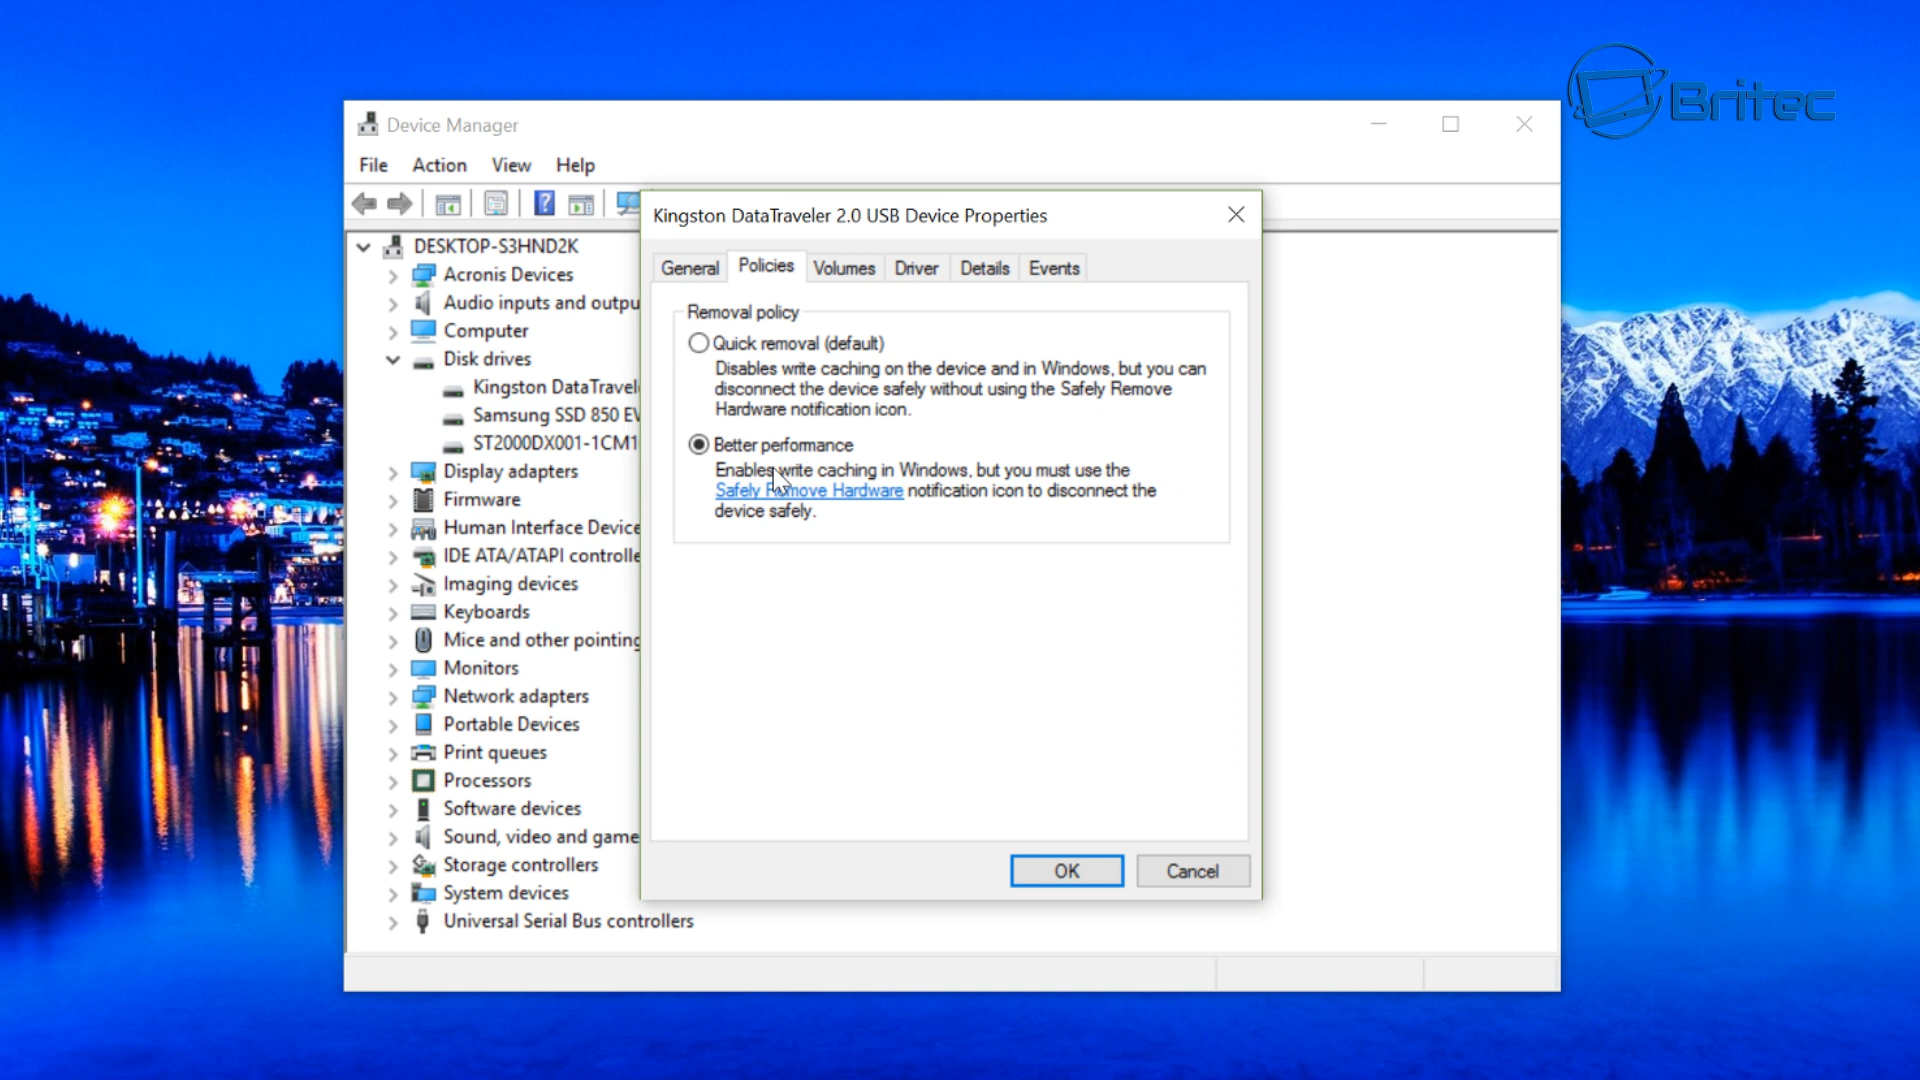 Britec
Device Manager
File Action View Help
Kingston DataTraveler 2.0 USB Device Properties
General Policies Volumes Driver Details Events
Removal policy
Quick removal (default)
Disables write caching on the device and in Windows, but you can
disconnect the device safely without using the Safely Remove
Hardware notification icon.
Better performance
Enables write caching in Windows, but you must use the
Safely Remove Hardware notification icon to disconnect the
device safely.
OK Cancel
DESKTOP-S3HND2K
Acronis Devices
Audio inputs and outpu
Computer
Disk drives
Kingston DataTravel
Samsung SSD 850 EV
ST2000DX001-1CM1
Display adapters
Firmware
Human Interface Device
IDE ATA/ATAPI controlle
Imaging devices
Keyboards
Mice and other pointing
Monitors
Network adapters
Portable Devices
Print queues
Processors
Software devices
Sound, video and game
Storage controllers
System devices
Universal Serial Bus controllers